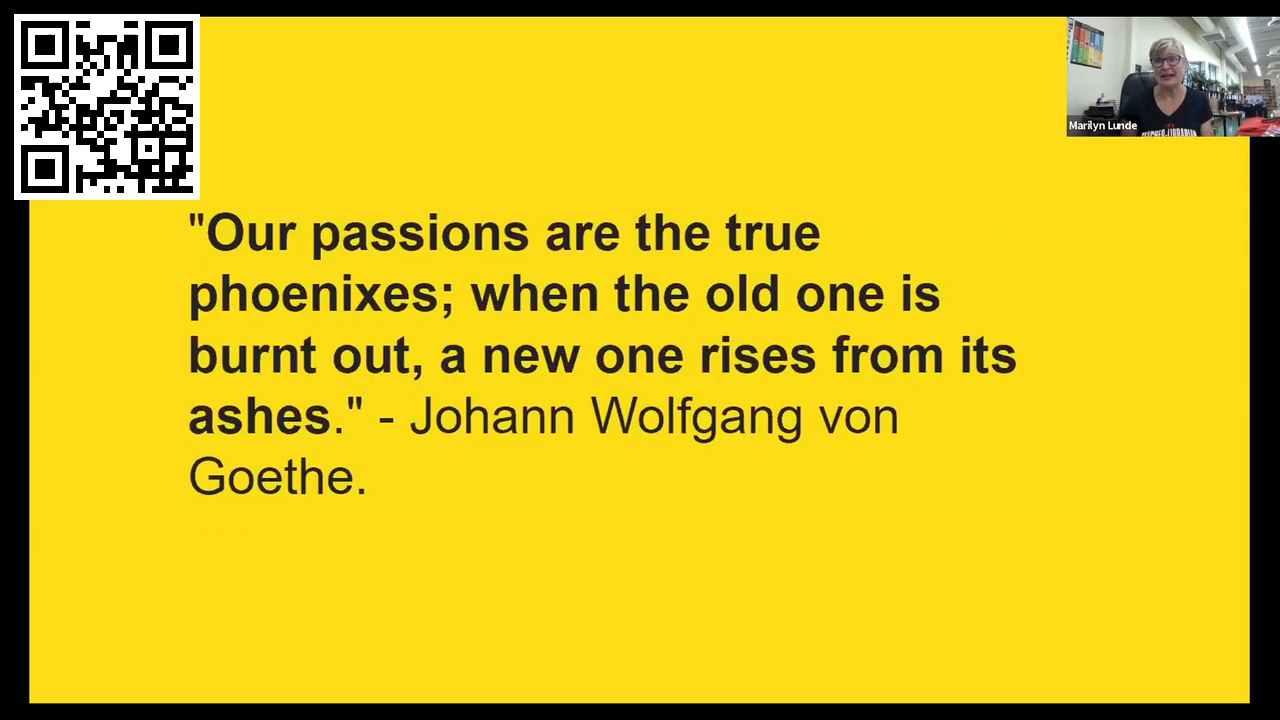 "Our passions are the true
phoenixes; when the old one is
burnt out, a new one rises from its
ashes." - Johann Wolfgang von
Goethe.
Marilyn Lunde